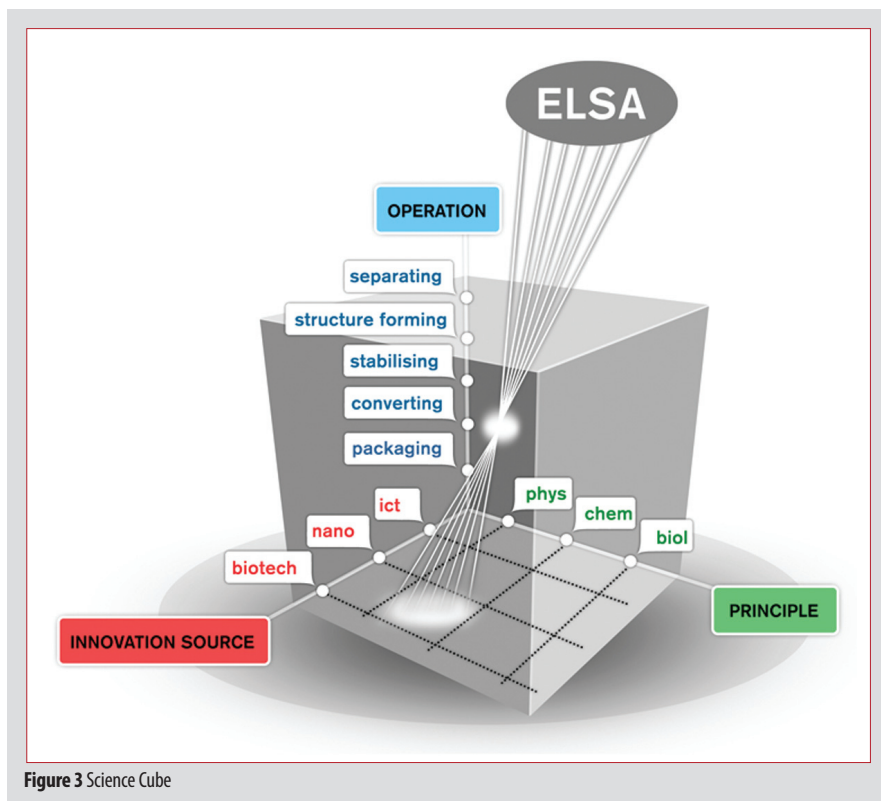 ELSA
OPERATION
separating
structure forming
stabilising
converting
packaging
ict
nano
biotech
phys
chem
biol
INNOVATION SOURCE
PRINCIPLE
Figure 3 Science Cube